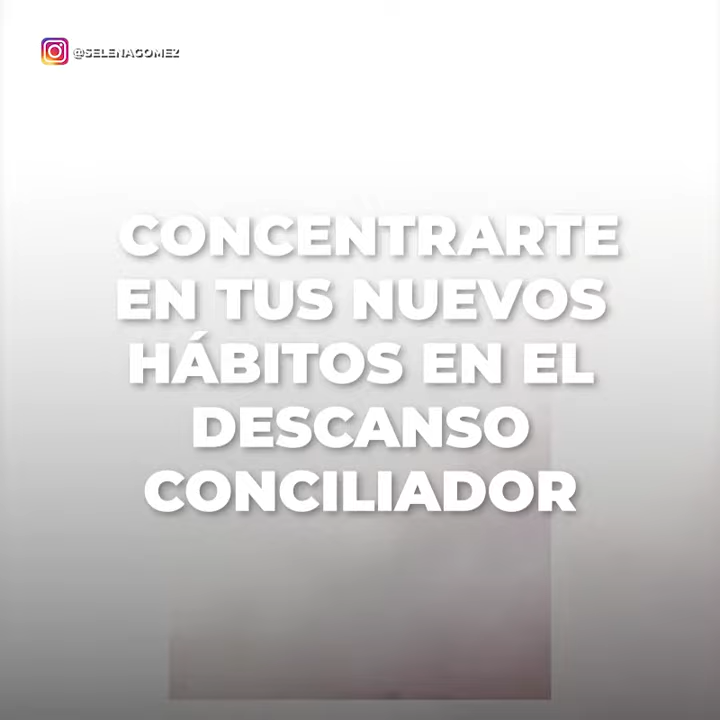 @SELENAGOMEZ
CONCENTRARTE
EN TUS NUEVOS
HÁBITOS EN EL
DESCANSO
CONCILIADOR